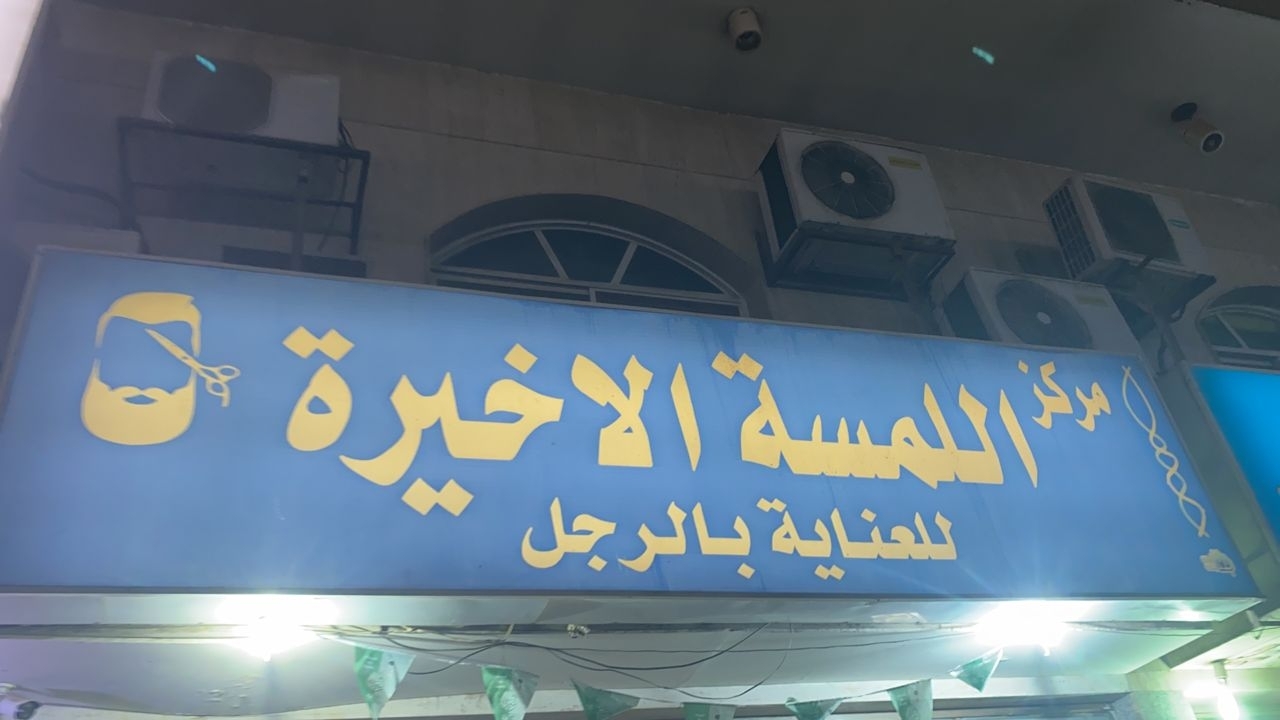 مركز اللمسة الاخيرة
للعناية بالرجل